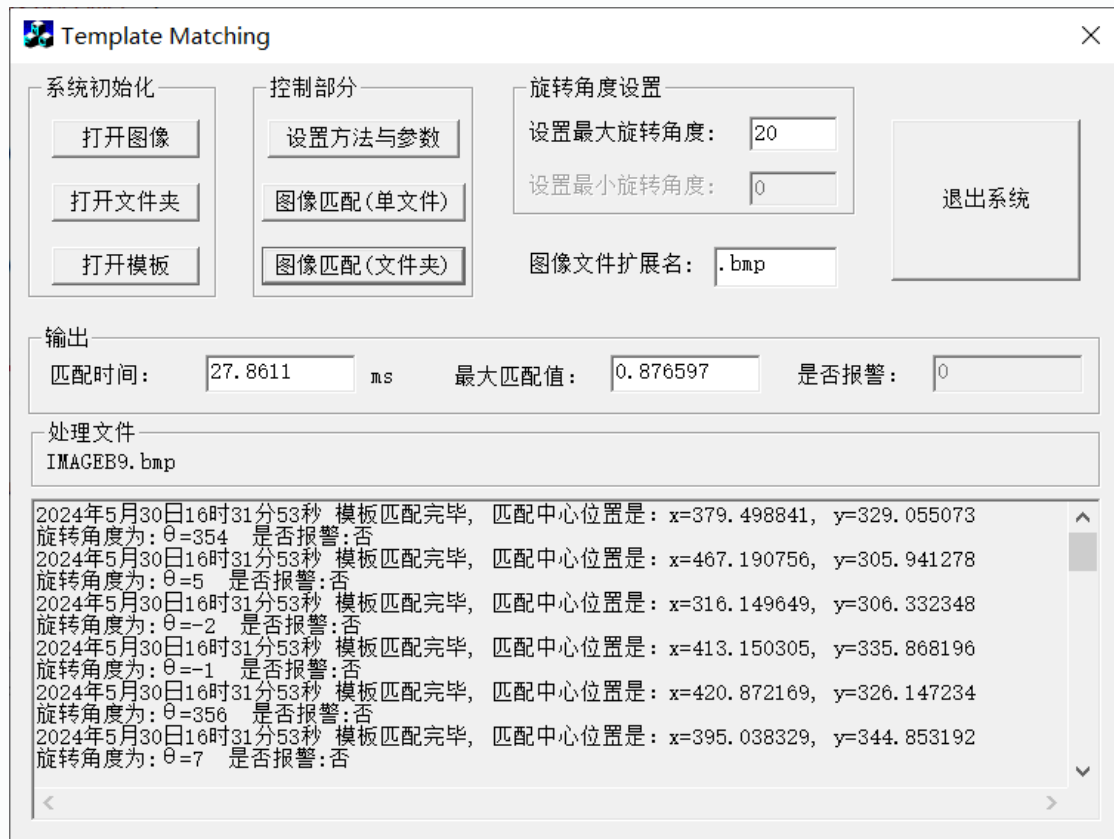 Template Matching
系统初始化
打开图像
打开文件夹
打开模板
控制部分
设置方法与参数
图像匹配(单文件)
图像匹配(文件夹)
旋转角度设置
设置最大旋转角度: 20
设置最小旋转角度: 0
图像文件扩展名: .bmp
退出系统
输出
匹配时间: 27.8611 ms 最大匹配值: 0.876597 是否报警: 0
处理文件
IMAGEB9.bmp
2024年5月30日16时31分53秒 模板匹配完毕, 匹配中心位置是: x=379.498841, y=329.055073
旋转角度为:θ=354 是否报警:否
2024年5月30日16时31分53秒 模板匹配完毕, 匹配中心位置是: x=467.190756, y=305.941278
旋转角度为:θ=5 是否报警:否
2024年5月30日16时31分53秒 模板匹配完毕, 匹配中心位置是: x=316.149649, y=306.332348
旋转角度为:θ=-2 是否报警:否
2024年5月30日16时31分53秒 模板匹配完毕, 匹配中心位置是: x=413.150305, y=335.868196
旋转角度为:θ=-1 是否报警:否
2024年5月30日16时31分53秒 模板匹配完毕, 匹配中心位置是: x=420.872169, y=326.147234
旋转角度为:θ=356 是否报警:否
2024年5月30日16时31分53秒 模板匹配完毕, 匹配中心位置是: x=395.038329, y=344.853192
旋转角度为:θ=7 是否报警:否